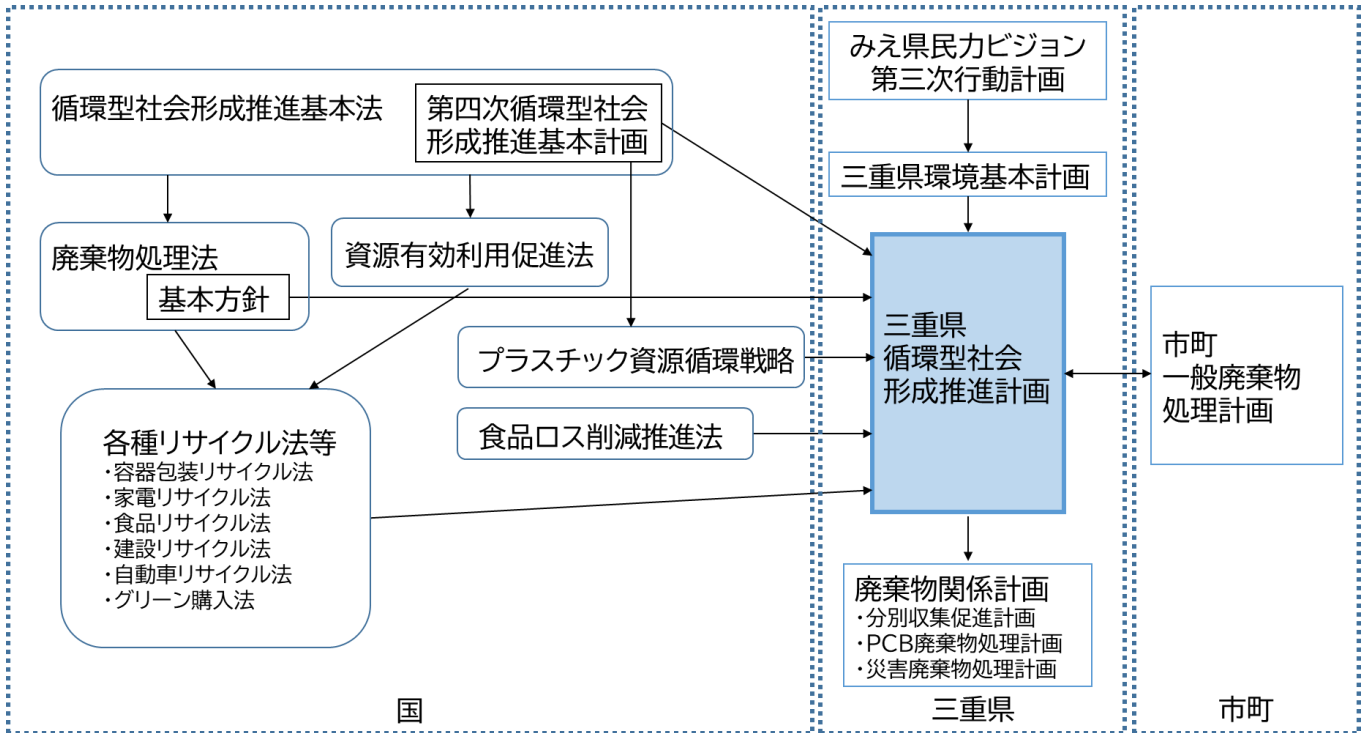 循環型社会形成推進基本法
第四次循環型社会
形成推進基本計画
廃棄物処理法
基本方針
資源有効利用促進法
プラスチック資源循環戦略
食品ロス削減推進法
各種リサイクル法等
・容器包装リサイクル法
・家電リサイクル法
・食品リサイクル法
・建設リサイクル法
・自動車リサイクル法
・グリーン購入法
国
みえ県民力ビジョン
第三次行動計画
三重県環境基本計画
三重県
循環型社会
形成推進計画
廃棄物関係計画
・分別収集促進計画
・PCB廃棄物処理計画
・災害廃棄物処理計画
三重県
市町
一般廃棄物
処理計画
市町